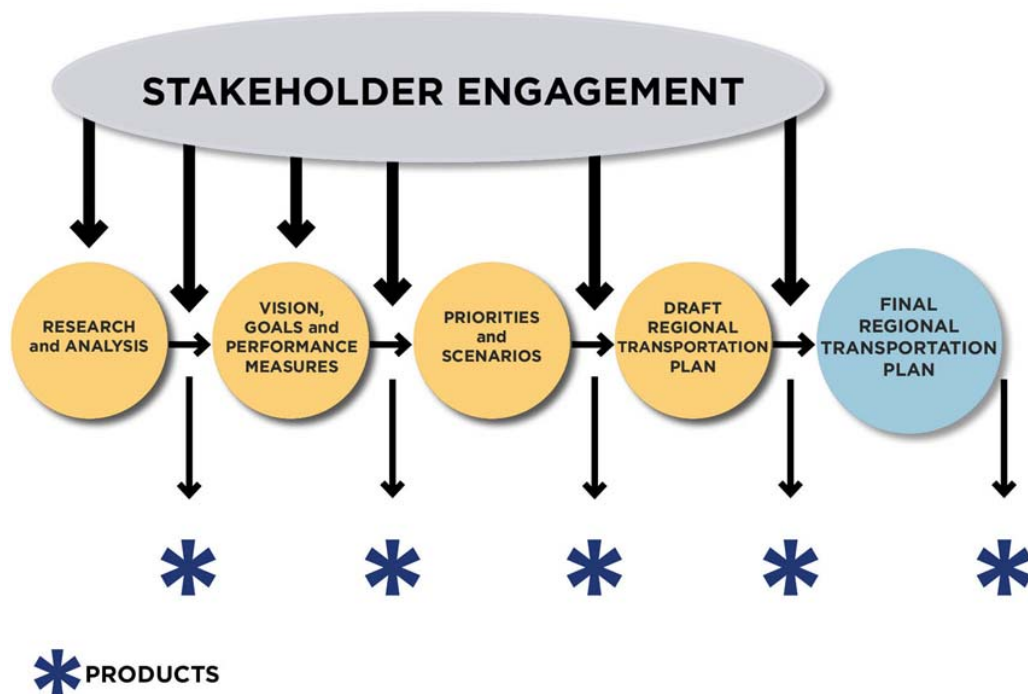 STAKEHOLDER ENGAGEMENT
RESEARCH
and ANALYSIS
VISION,
GOALS and
PERFORMANCE
MEASURES
PRIORITIES
and
SCENARIOS
DRAFT
REGIONAL
TRANSPORTATION
PLAN
FINAL
REGIONAL
TRANSPORTATION
PLAN
PRODUCTS